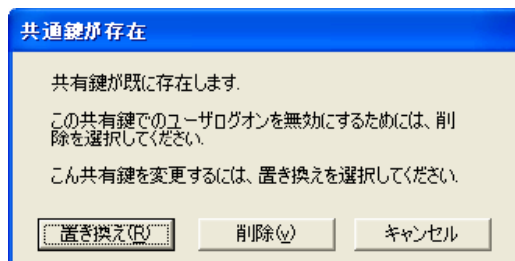 共通鍵が存在
共有鍵が既に存在します.
この共有鍵でのユーザログオンを無効にするためには、削
除を選択してください.
こん共有鍵を変更するには、置き換えを選択してください.
置き換え(R) 削除(v) キャンセル